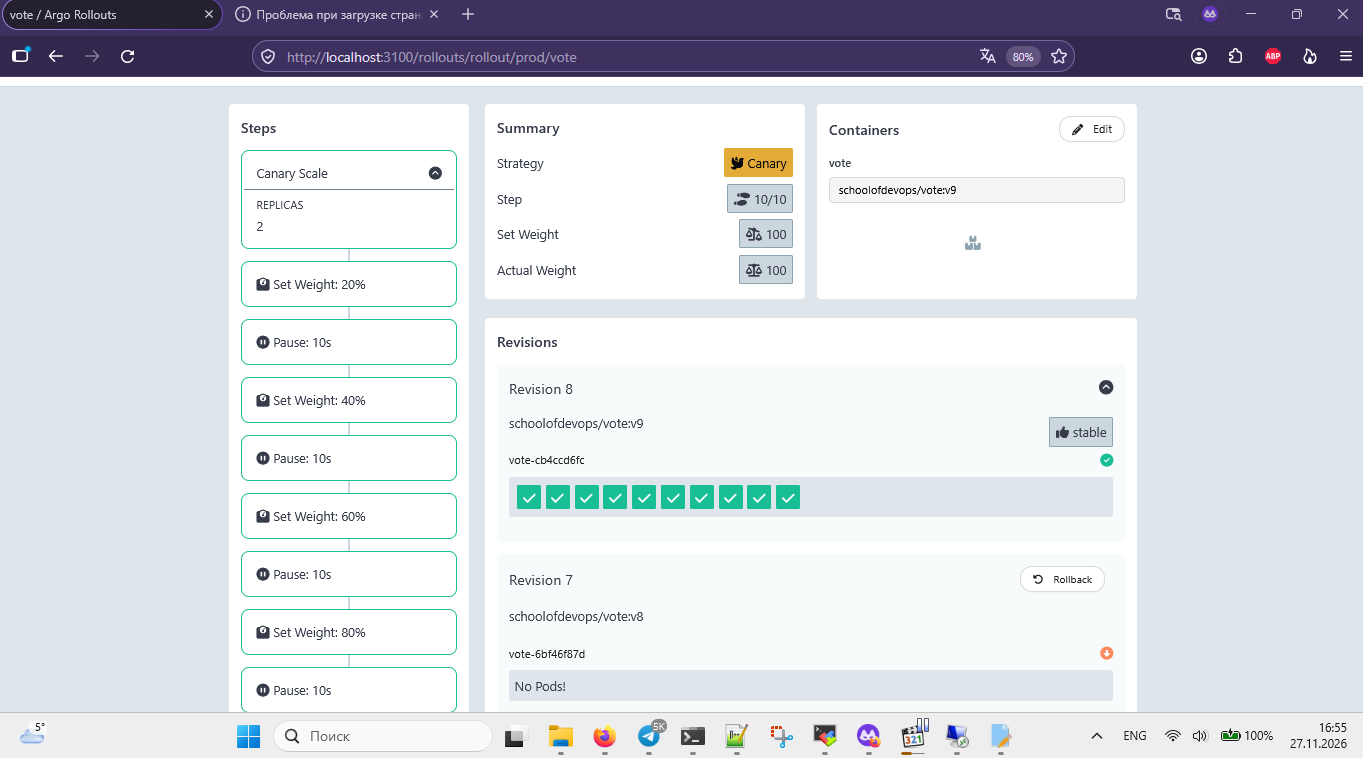 vote / Argo Rollouts
Проблема при загрузке стран
http://localhost:3100/rollouts/rollout/prod/vote
80%
ABP
Steps
Canary Scale
REPLICAS
2
Set Weight: 20%
Pause: 10s
Set Weight: 40%
Pause: 10s
Set Weight: 60%
Pause: 10s
Set Weight: 80%
Pause: 10s
Summary
Strategy
Canary
Step
10/10
Set Weight
100
Actual Weight
100
Containers
Edit
vote
schoolofdevops/vote:v9
Revisions
Revision 8
schoolofdevops/vote:v9
stable
vote-cb4ccd6fc
Revision 7
Rollback
schoolofdevops/vote:v8
vote-6bf46f87d
No Pods!
5°
Поиск
5K
321
ENG
100%
16:55
27.11.2026